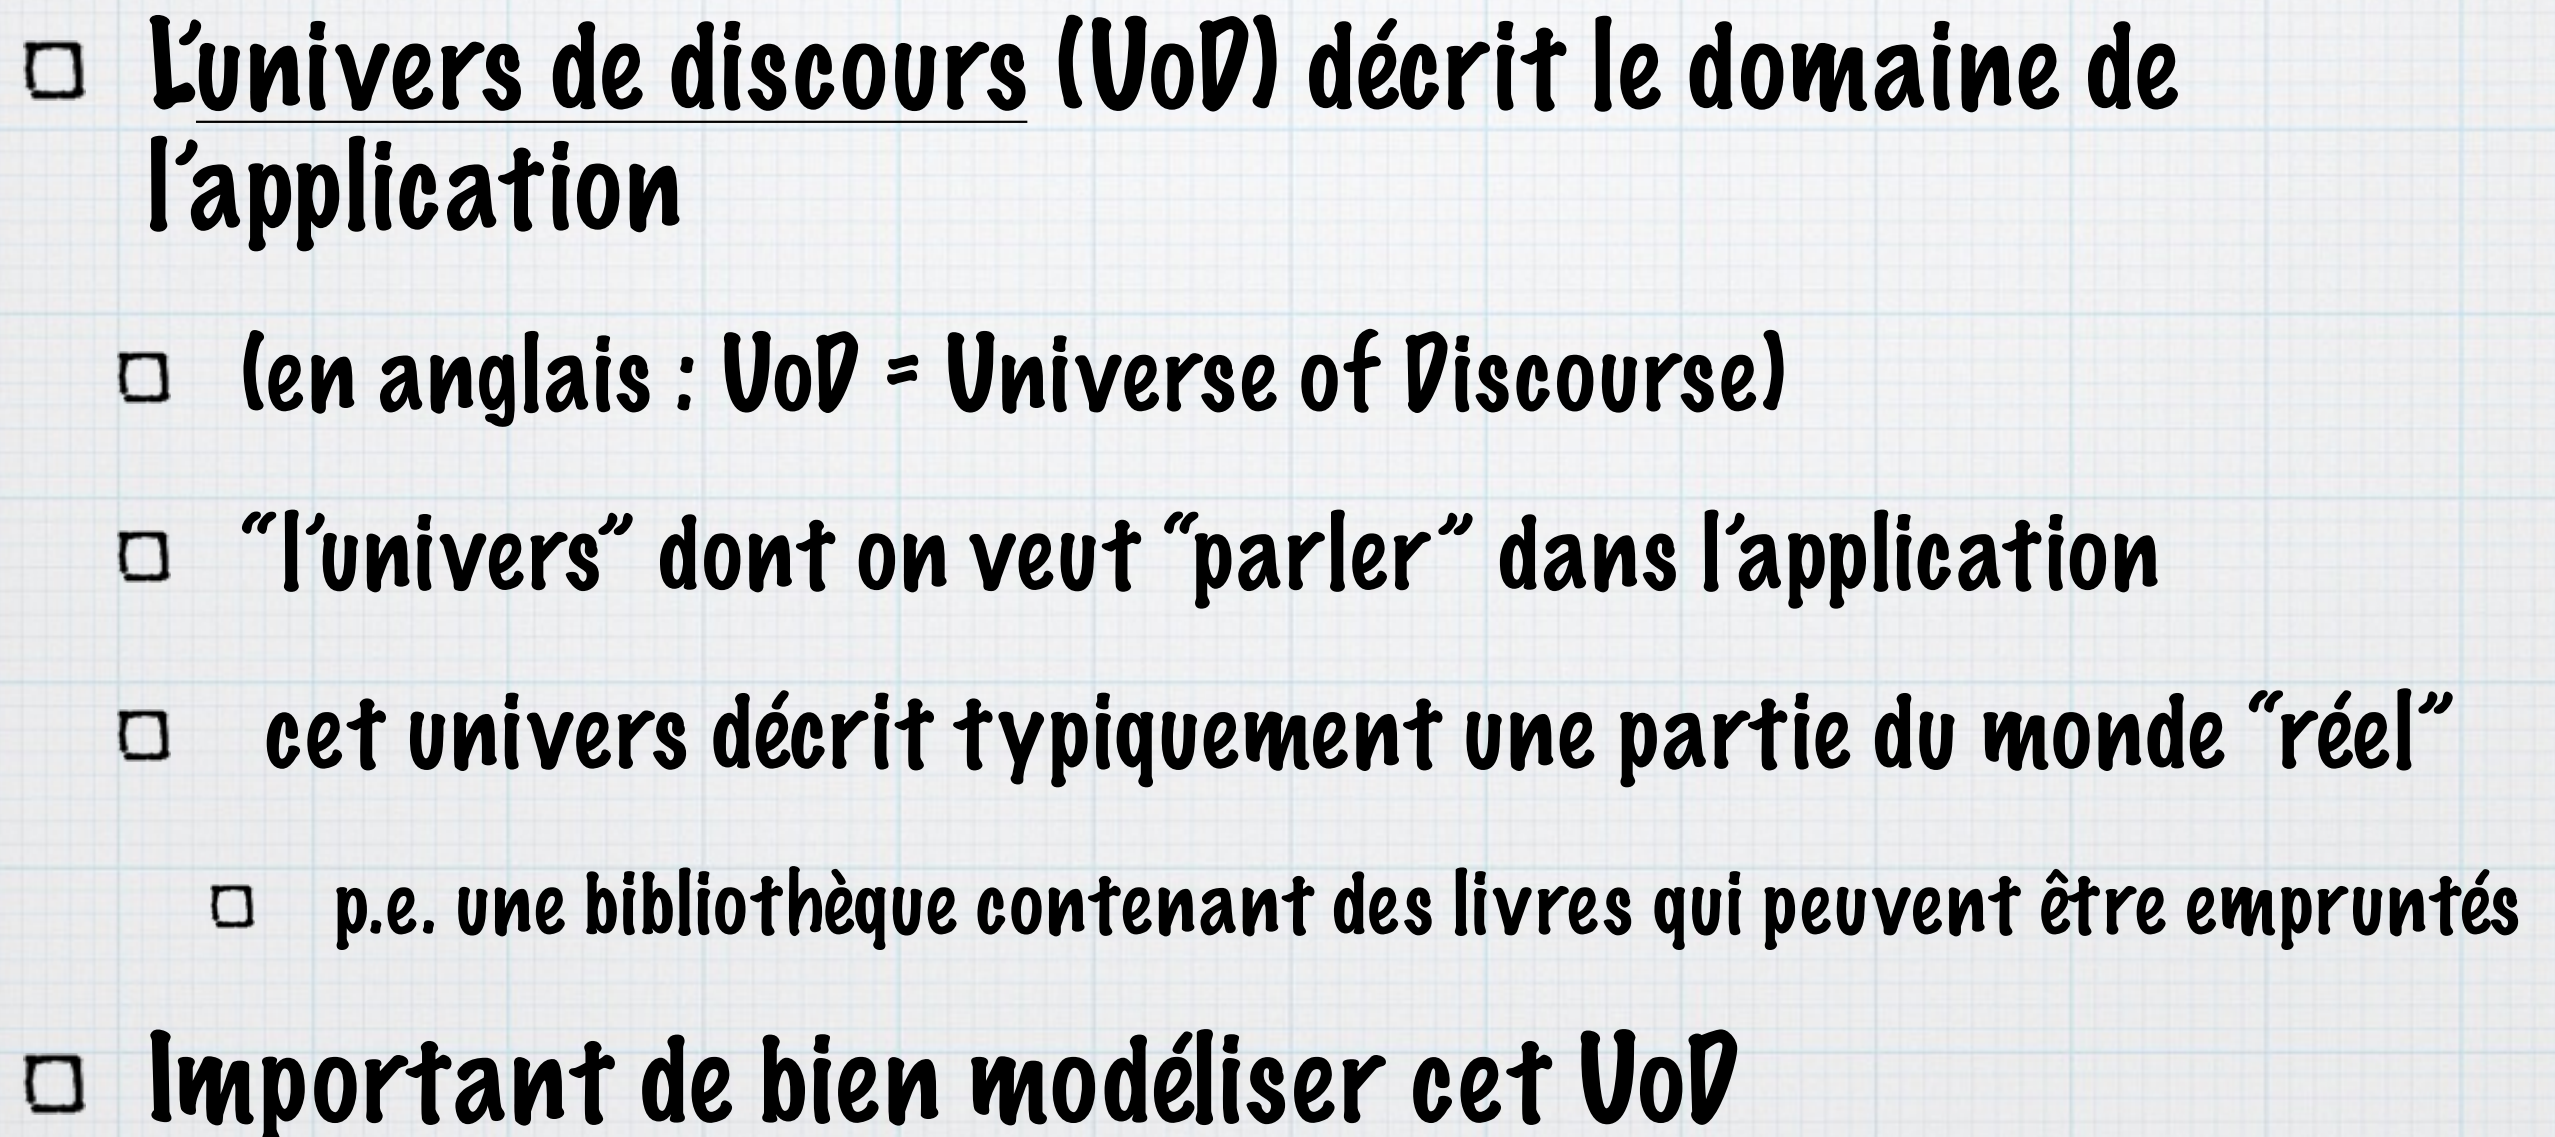 L’univers de discours (UoD) décrit le domaine de
l’application
(en anglais : UoD = Universe of Discourse)
“l’univers” dont on veut “parler” dans l’application
cet univers décrit typiquement une partie du monde “réel”
p.e. une bibliothèque contenant des livres qui peuvent être empruntés
Important de bien modéliser cet UoD